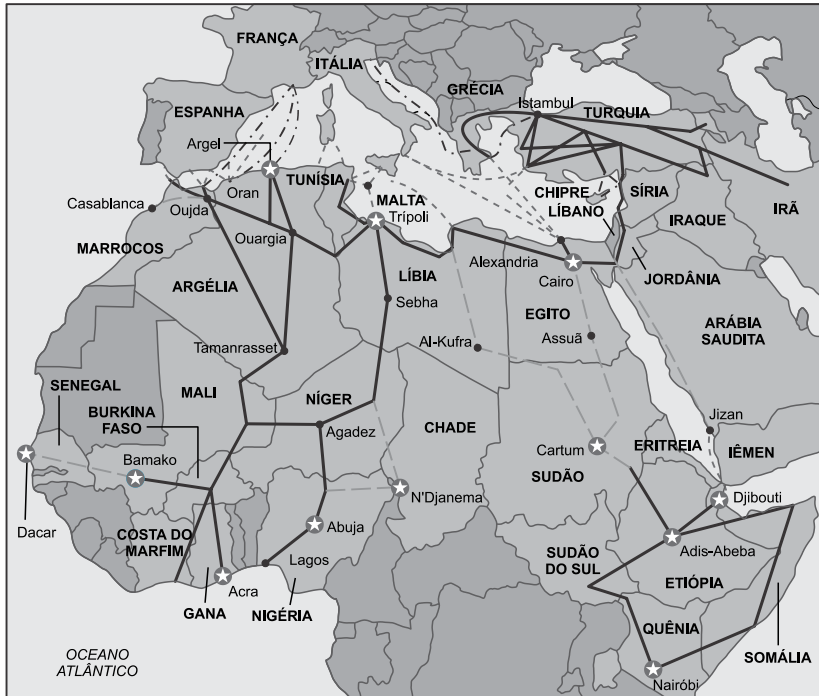 FRANÇA
ITÁLIA
GRÉCIA
Istambul
TURQUIA
ESPANHA
Argel
Oran
TUNÍSIA
MALTA
CHIPRE
SÍRIA
Casablanca
Oujda
Trípoli
LÍBANO
IRAQUE
IRÃ
MARROCOS
Ouargia
Alexandria
Cairo
JORDÂNIA
ARGÉLIA
LÍBIA
Sebha
EGITO
ARÁBIA
SAUDITA
Tamanrasset
Al-Kufra
Assuã
SENEGAL
MALI
NÍGER
CHADE
Jizan
BURKINA
FASO
Agadez
Cartum
ERITREIA
IÊMEN
Bamako
SUDÃO
N'Djanema
Djibouti
Dacar
COSTA DO
MARFIM
Abuja
Lagos
Adis-Abeba
SUDÃO
DO SUL
ETIÓPIA
Acra
GANA
NIGÉRIA
QUÊNIA
SOMÁLIA
OCEANO
ATLÂNTICO
Nairóbi